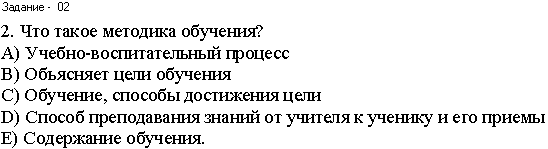 Задание - 02
2. Что такое методика обучения?
A) Учебно-воспитательный процесс
B) Обьясняет цели обучения
C) Обучение, способы достижения цели
D) Способ преподавания знаний от учителя к ученику и его приемы
E) Содержание обучения.